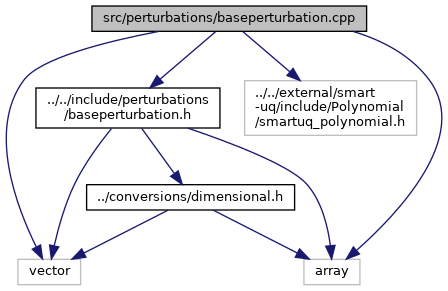 src/perturbations/baseperturbation.cpp
../../include/perturbations
/baseperturbation.h
../../external/smart
-uq/include/Polynomial
/smartuq_polynomial.h
../conversions/dimensional.h
vector
array